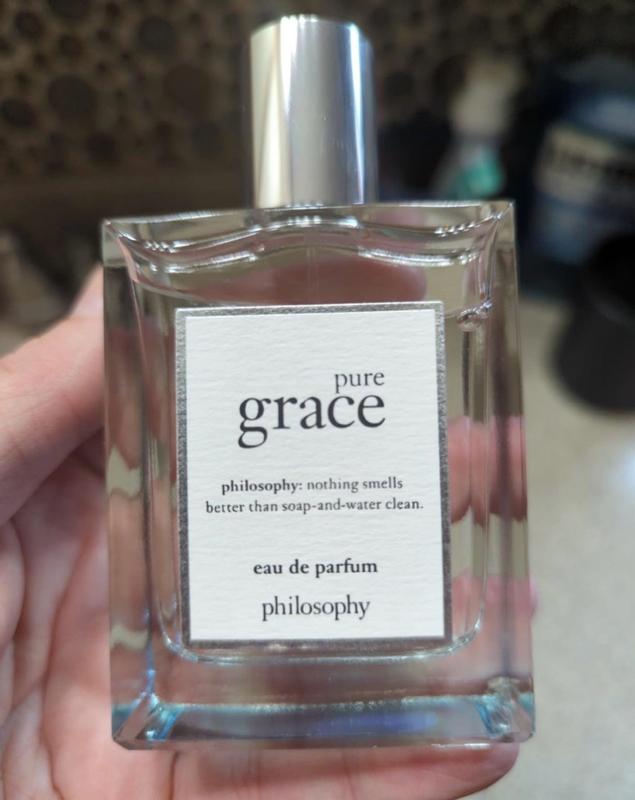 pure
grace
philosophy: nothing smells
better than soap-and-water clean.
eau de parfum
philosophy